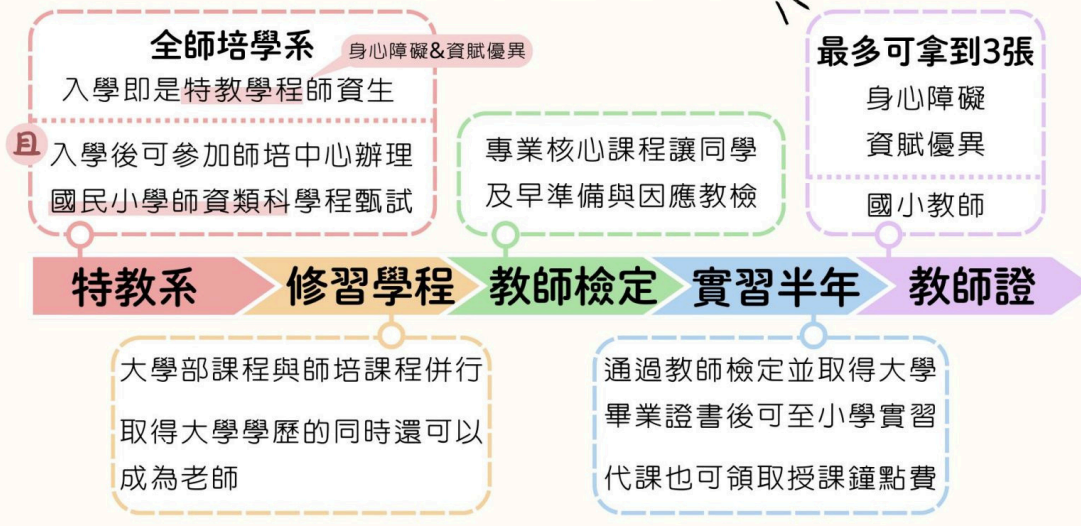 全師培學系
身心障礙&資賦優異
入學即是特教學程師資生
且
入學後可參加師培中心辦理
國民小學師資類科學程甄試
專業核心課程讓同學
及早準備與因應教檢
最多可拿到3張
身心障礙
資賦優異
國小教師
特教系
修習學程
教師檢定
實習半年
教師證
大學部課程與師培課程併行
取得大學學歷的同時還可以
成為老師
通過教師檢定並取得大學
畢業證書後可至小學實習
代課也可領取授課鐘點費